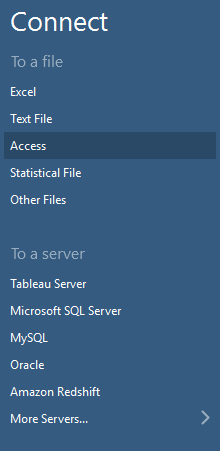 Connect
To a file
Excel
Text File
Access
Statistical File
Other Files
To a server
Tableau Server
Microsoft SQL Server
MySQL
Oracle
Amazon Redshift
More Servers...